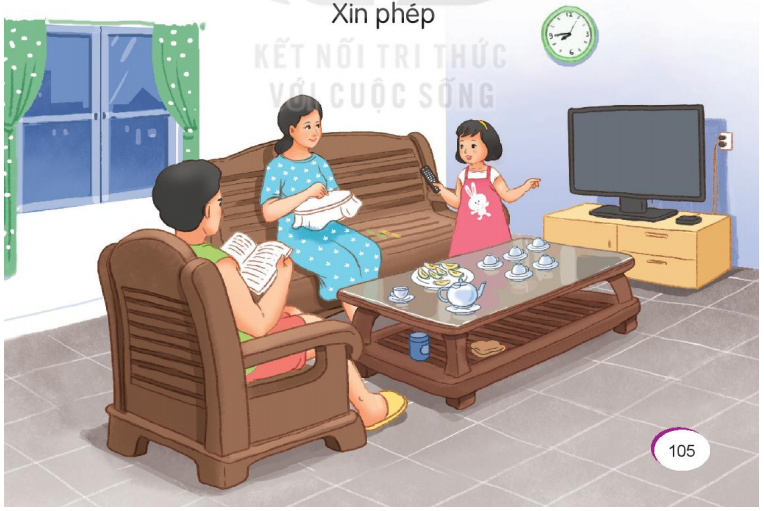 Xin phép
KẾT NỐI TRI THỨC
VỚI CUỘC SỐNG
105